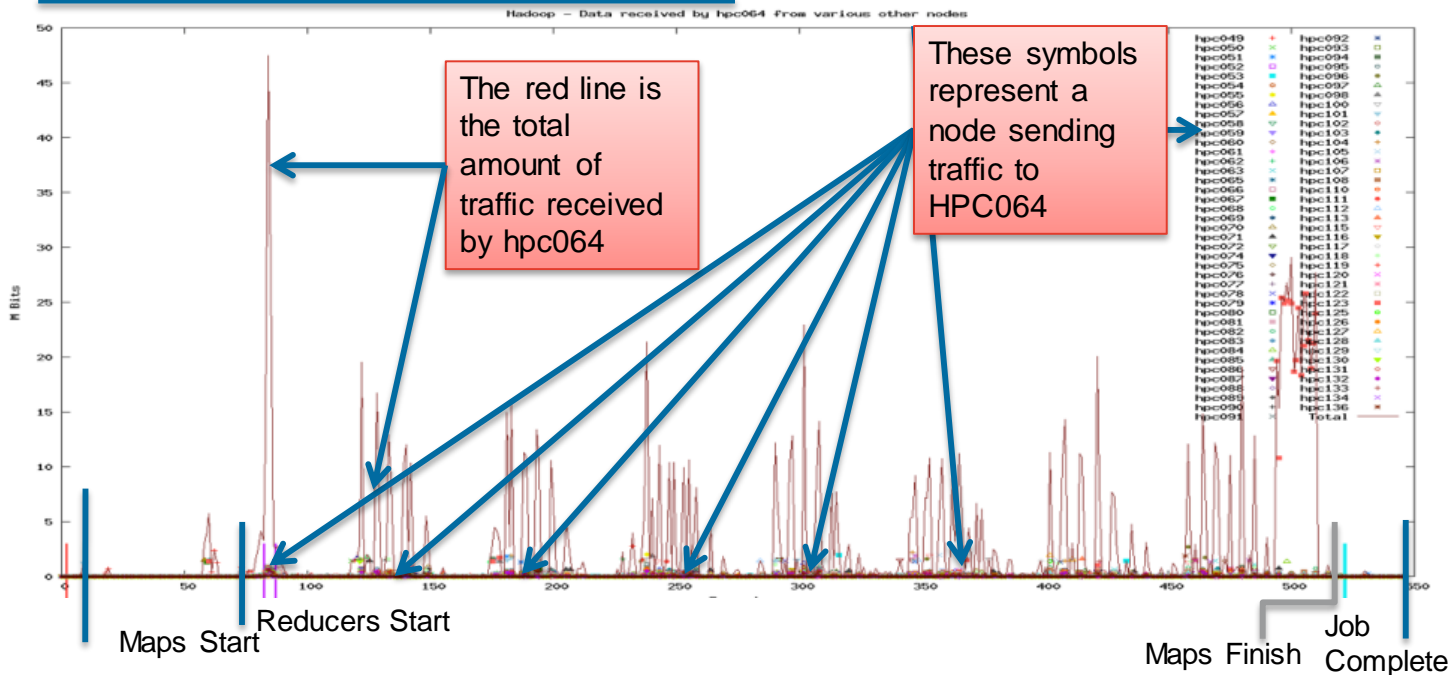 Hadoop - Data received by hpc064 from various other nodes
50
45
40
35
30
25
20
15
10
5
0
M Bits
The red line is
the total
amount of
traffic received
by hpc064
These symbols
represent a
node sending
traffic to
HPC064
hpc049 hpc092
hpc050 hpc093
hpc051 hpc094
hpc052 hpc095
hpc053 hpc096
hpc054 hpc097
hpc055 hpc098
hpc056 hpc100
hpc057 hpc101
hpc058 hpc102
hpc059 hpc103
hpc060 hpc104
hpc061 hpc105
hpc062 hpc106
hpc063 hpc107
hpc065 hpc108
hpc066 hpc110
hpc067 hpc111
hpc068 hpc112
hpc069 hpc113
hpc070 hpc115
hpc071 hpc116
hpc072 hpc117
hpc074 hpc118
hpc075 hpc119
hpc076 hpc120
hpc077 hpc121
hpc078 hpc122
hpc079 hpc123
hpc080 hpc125
hpc081 hpc126
hpc082 hpc127
hpc083 hpc128
hpc084 hpc129
hpc085 hpc130
hpc086 hpc131
hpc087 hpc132
hpc088 hpc133
hpc089 hpc134
hpc090 hpc136
hpc091 Total
0 50 100 150 200 250 300 350 400 450 500 550
Maps Start
Reducers Start
Maps Finish
Job
Complete